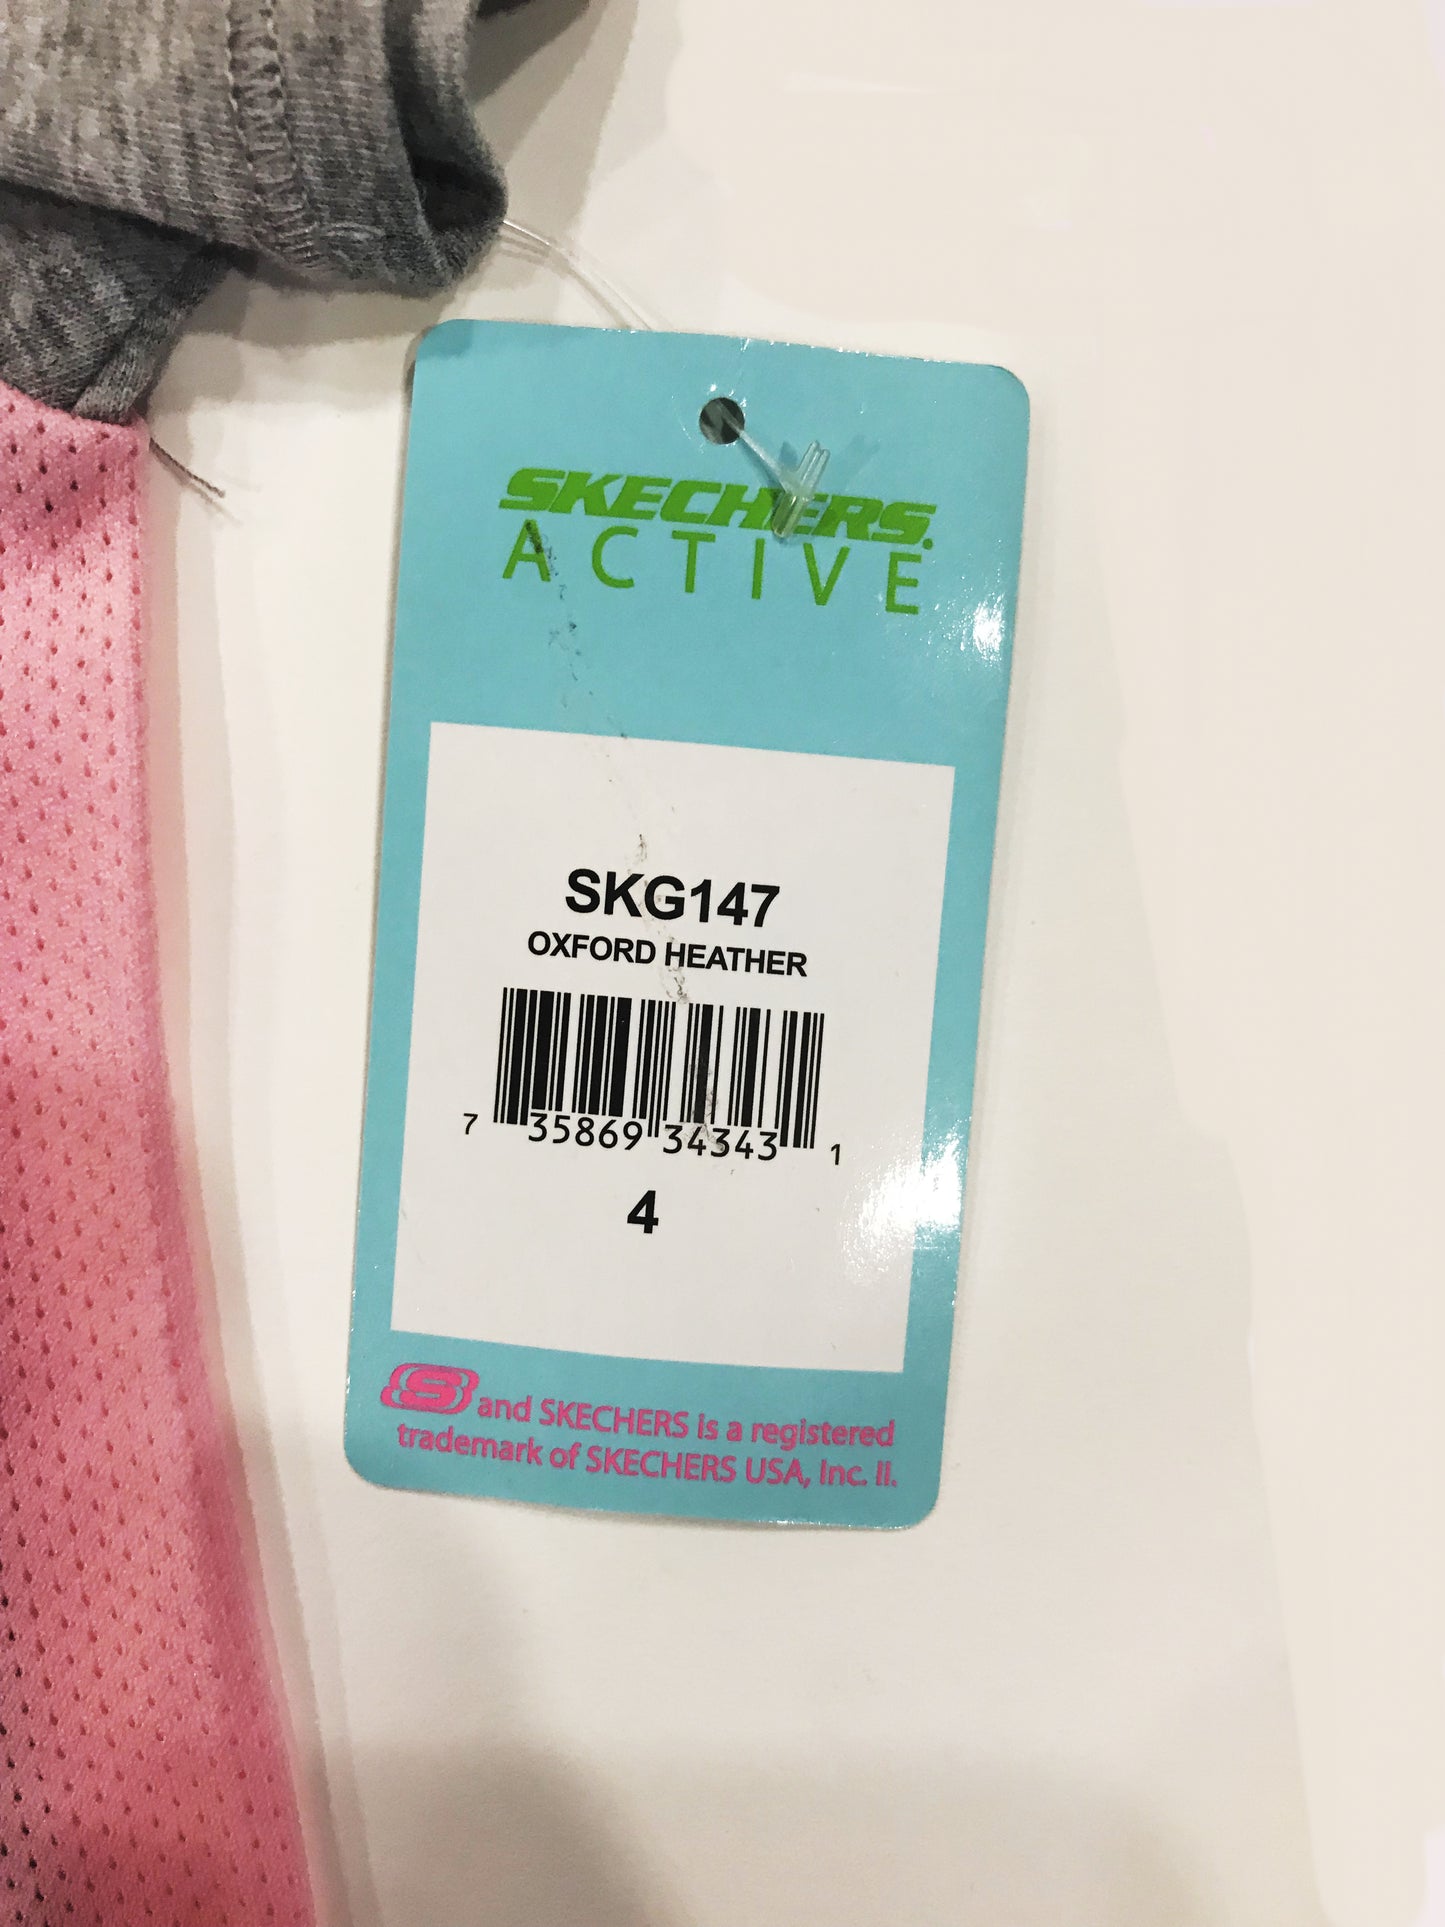 SKECHERS.
ACTIVE
SKG147
OXFORD HEATHER
7 35869 34343 1
4
S and SKECHERS is a registered
trademark of SKECHERS USA, Inc. II.